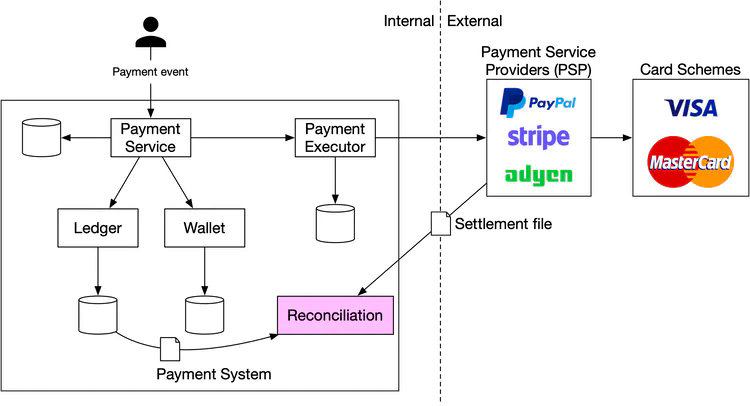 Internal
External
Payment event
Payment Service
Providers (PSP)
Card Schemes
PayPal
VISA
Payment
Service
Payment
Executor
stripe
MasterCard
adyen
Ledger
Wallet
Settlement file
Reconciliation
Payment System